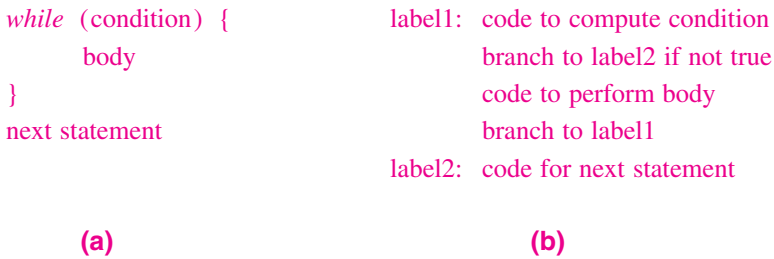 while (condition) {
body
}
next statement
(a)
label1: code to compute condition
branch to label2 if not true
code to perform body
branch to label1
label2: code for next statement
(b)